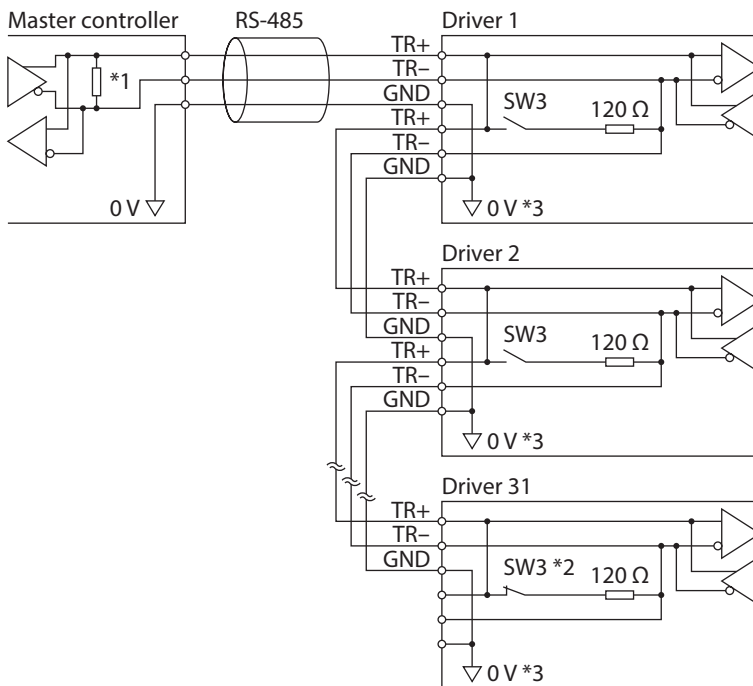 Master controller
RS-485
Driver 1
*1
0 V
TR+
TR–
GND
TR+
TR–
GND
SW3
120 Ω
0 V *3
Driver 2
TR+
TR–
GND
TR+
TR–
GND
SW3
120 Ω
0 V *3
Driver 31
TR+
TR–
GND
SW3 *2
120 Ω
0 V *3